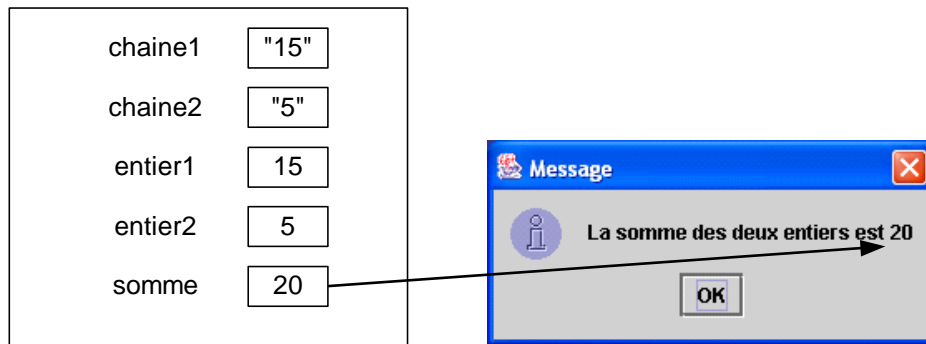 chaine1 "15"
chaine2 "5"
entier1 15
entier2 5
somme 20
Message
La somme des deux entiers est 20
OK